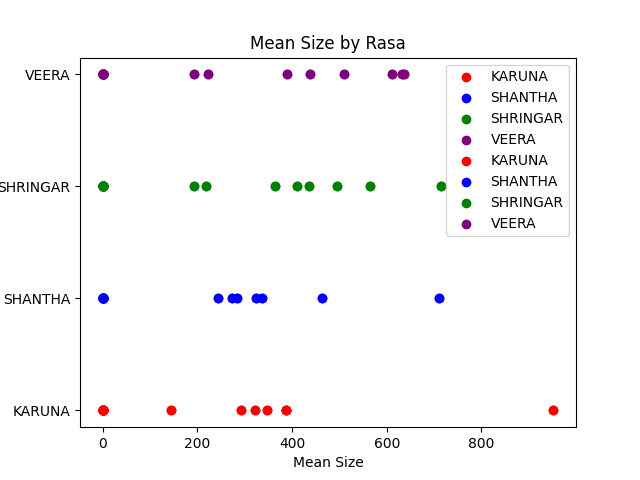 Mean Size by Rasa
VEERA
SHRINGAR
SHANTHA
KARUNA
KARUNA
SHANTHA
SHRINGAR
VEERA
KARUNA
SHANTHA
SHRINGAR
VEERA
0 200 400 600 800
Mean Size